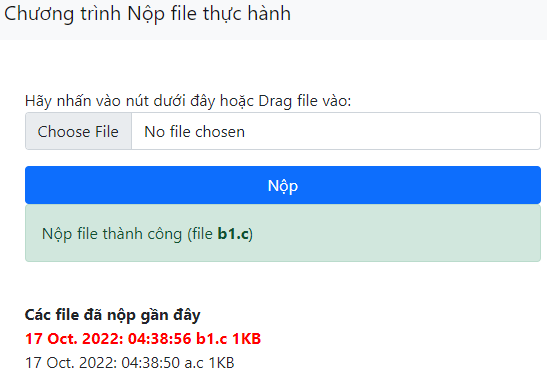 Chương trình Nộp file thực hành
Hãy nhấn vào nút dưới đây hoặc Drag file vào:
Choose File No file chosen
Nộp
Nộp file thành công (file b1.c)
Các file đã nộp gần đây
17 Oct. 2022: 04:38:56 b1.c 1KB
17 Oct. 2022: 04:38:50 a.c 1KB